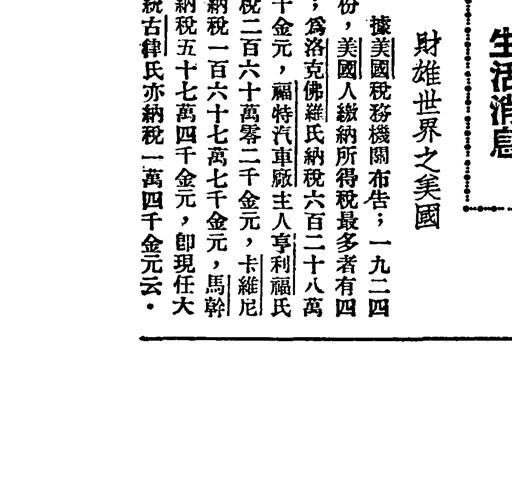 生活消息
財雄世界之美國
據美國稅務機關布告；一九二四
份，美國人繳納所得稅最多者有四
；爲洛克佛羅氏納稅六百二十八萬
千金元，福特汽車廠主人亨利福氏
稅二百六十萬零二千金元，卡維尼
納稅一百六十七萬七千金元，馬幹
納稅五十七萬四千金元，卽現任大
統古律氏亦納稅一萬四千金元云．